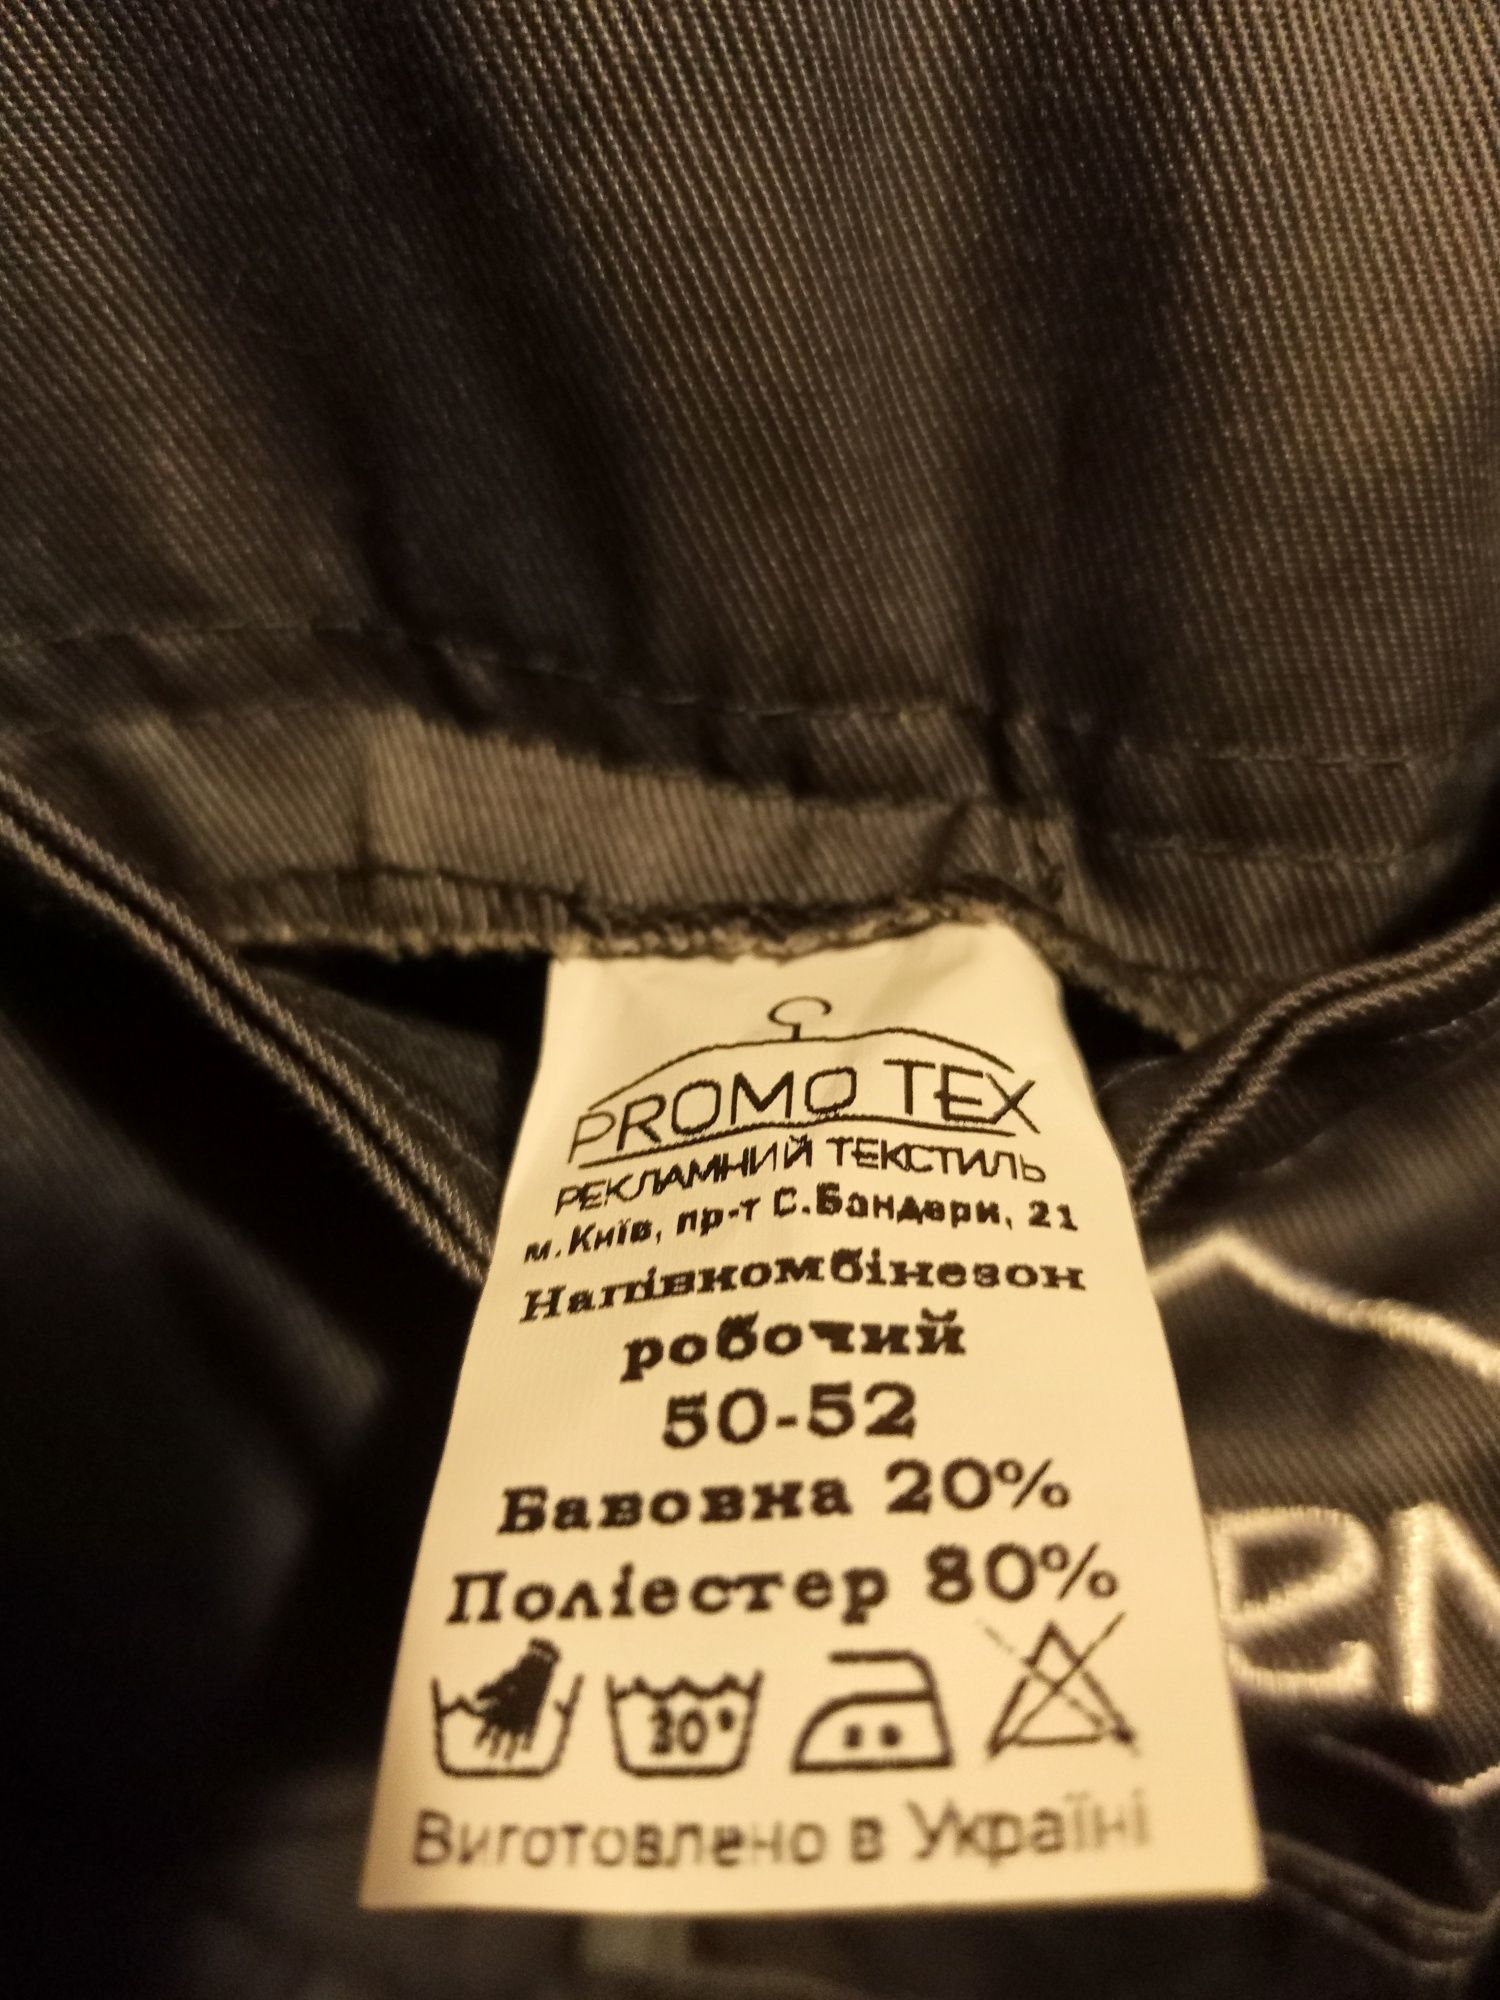 PROMO TEX
РЕКЛАМНИЙ ТЕКСТИЛЬ
м.Київ, пр-т С.Бандери, 21
Напівкомбінезон
робочий
50-52
Бавовна 20%
Поліестер 80%
30°
Виготовлено в Україні